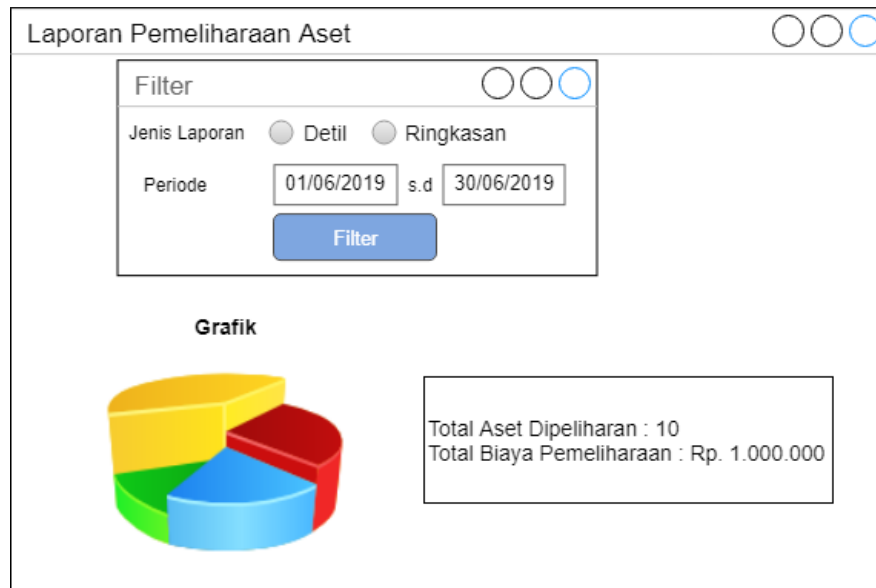 Laporan Pemeliharaan Aset
Filter
Jenis Laporan Detil Ringkasan
Periode 01/06/2019 s.d 30/06/2019
Filter
Grafik
Total Aset Dipeliharan : 10
Total Biaya Pemeliharaan : Rp. 1.000.000